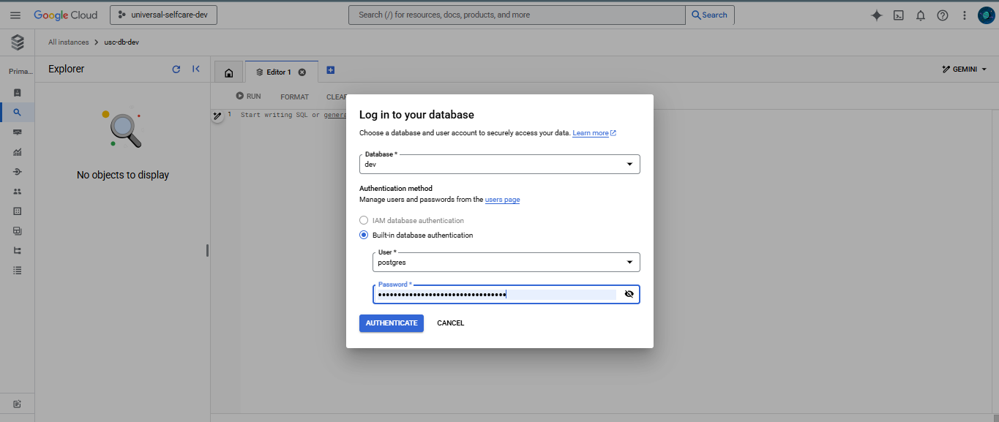 Google Cloud
universal-selfcare-dev
Search (/) for resources, docs, products, and more
Search
All instances
usc-db-dev
Prima...
Explorer
No objects to display
Editor 1
GEMINI
RUN
FORMAT
CLEAR
1 Start writing SQL or genera
Log in to your database
Choose a database and user account to securely access your data. Learn more
Database *
dev
Authentication method
Manage users and passwords from the users page
IAM database authentication
Built-in database authentication
User *
postgres
Password *
•••••••••••••••••••••••••••••••••
AUTHENTICATE
CANCEL